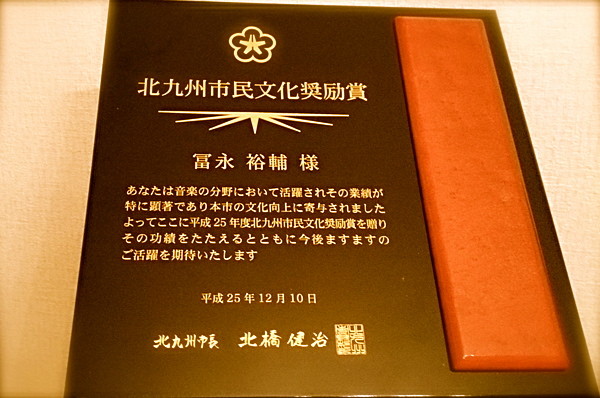 北九州市民文化奨励賞
冨永 裕輔 様
あなたは音楽の分野において活躍されその業績が
特に顕著であり本市の文化向上に寄与されました
よってここに平成25年度北九州市民文化奨励賞を贈り
その功績をたたえるとともに今後ますますの
ご活躍を期待いたします
平成25年12月10日
北九州市長 北橋健治